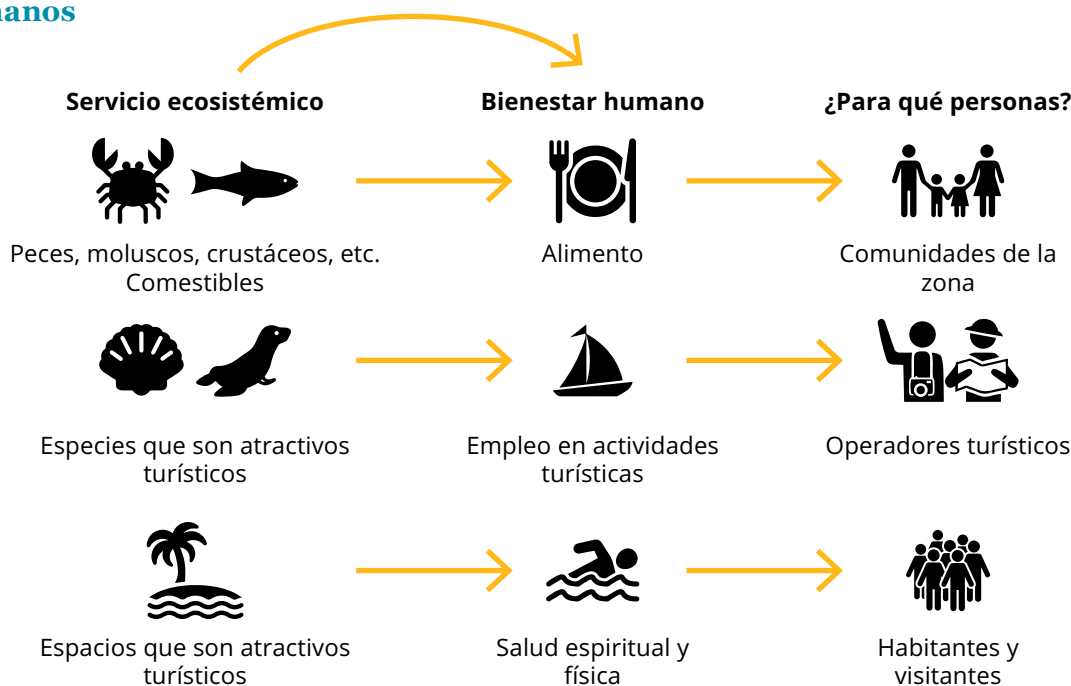 manos
Servicio ecosistémico
Bienestar humano
¿Para qué personas?
Peces, moluscos, crustáceos, etc.
Comestibles
Alimento
Comunidades de la
zona
Especies que son atractivos
turísticos
Empleo en actividades
turísticas
Operadores turísticos
Espacios que son atractivos
turísticos
Salud espiritual y
física
Habitantes y
visitantes